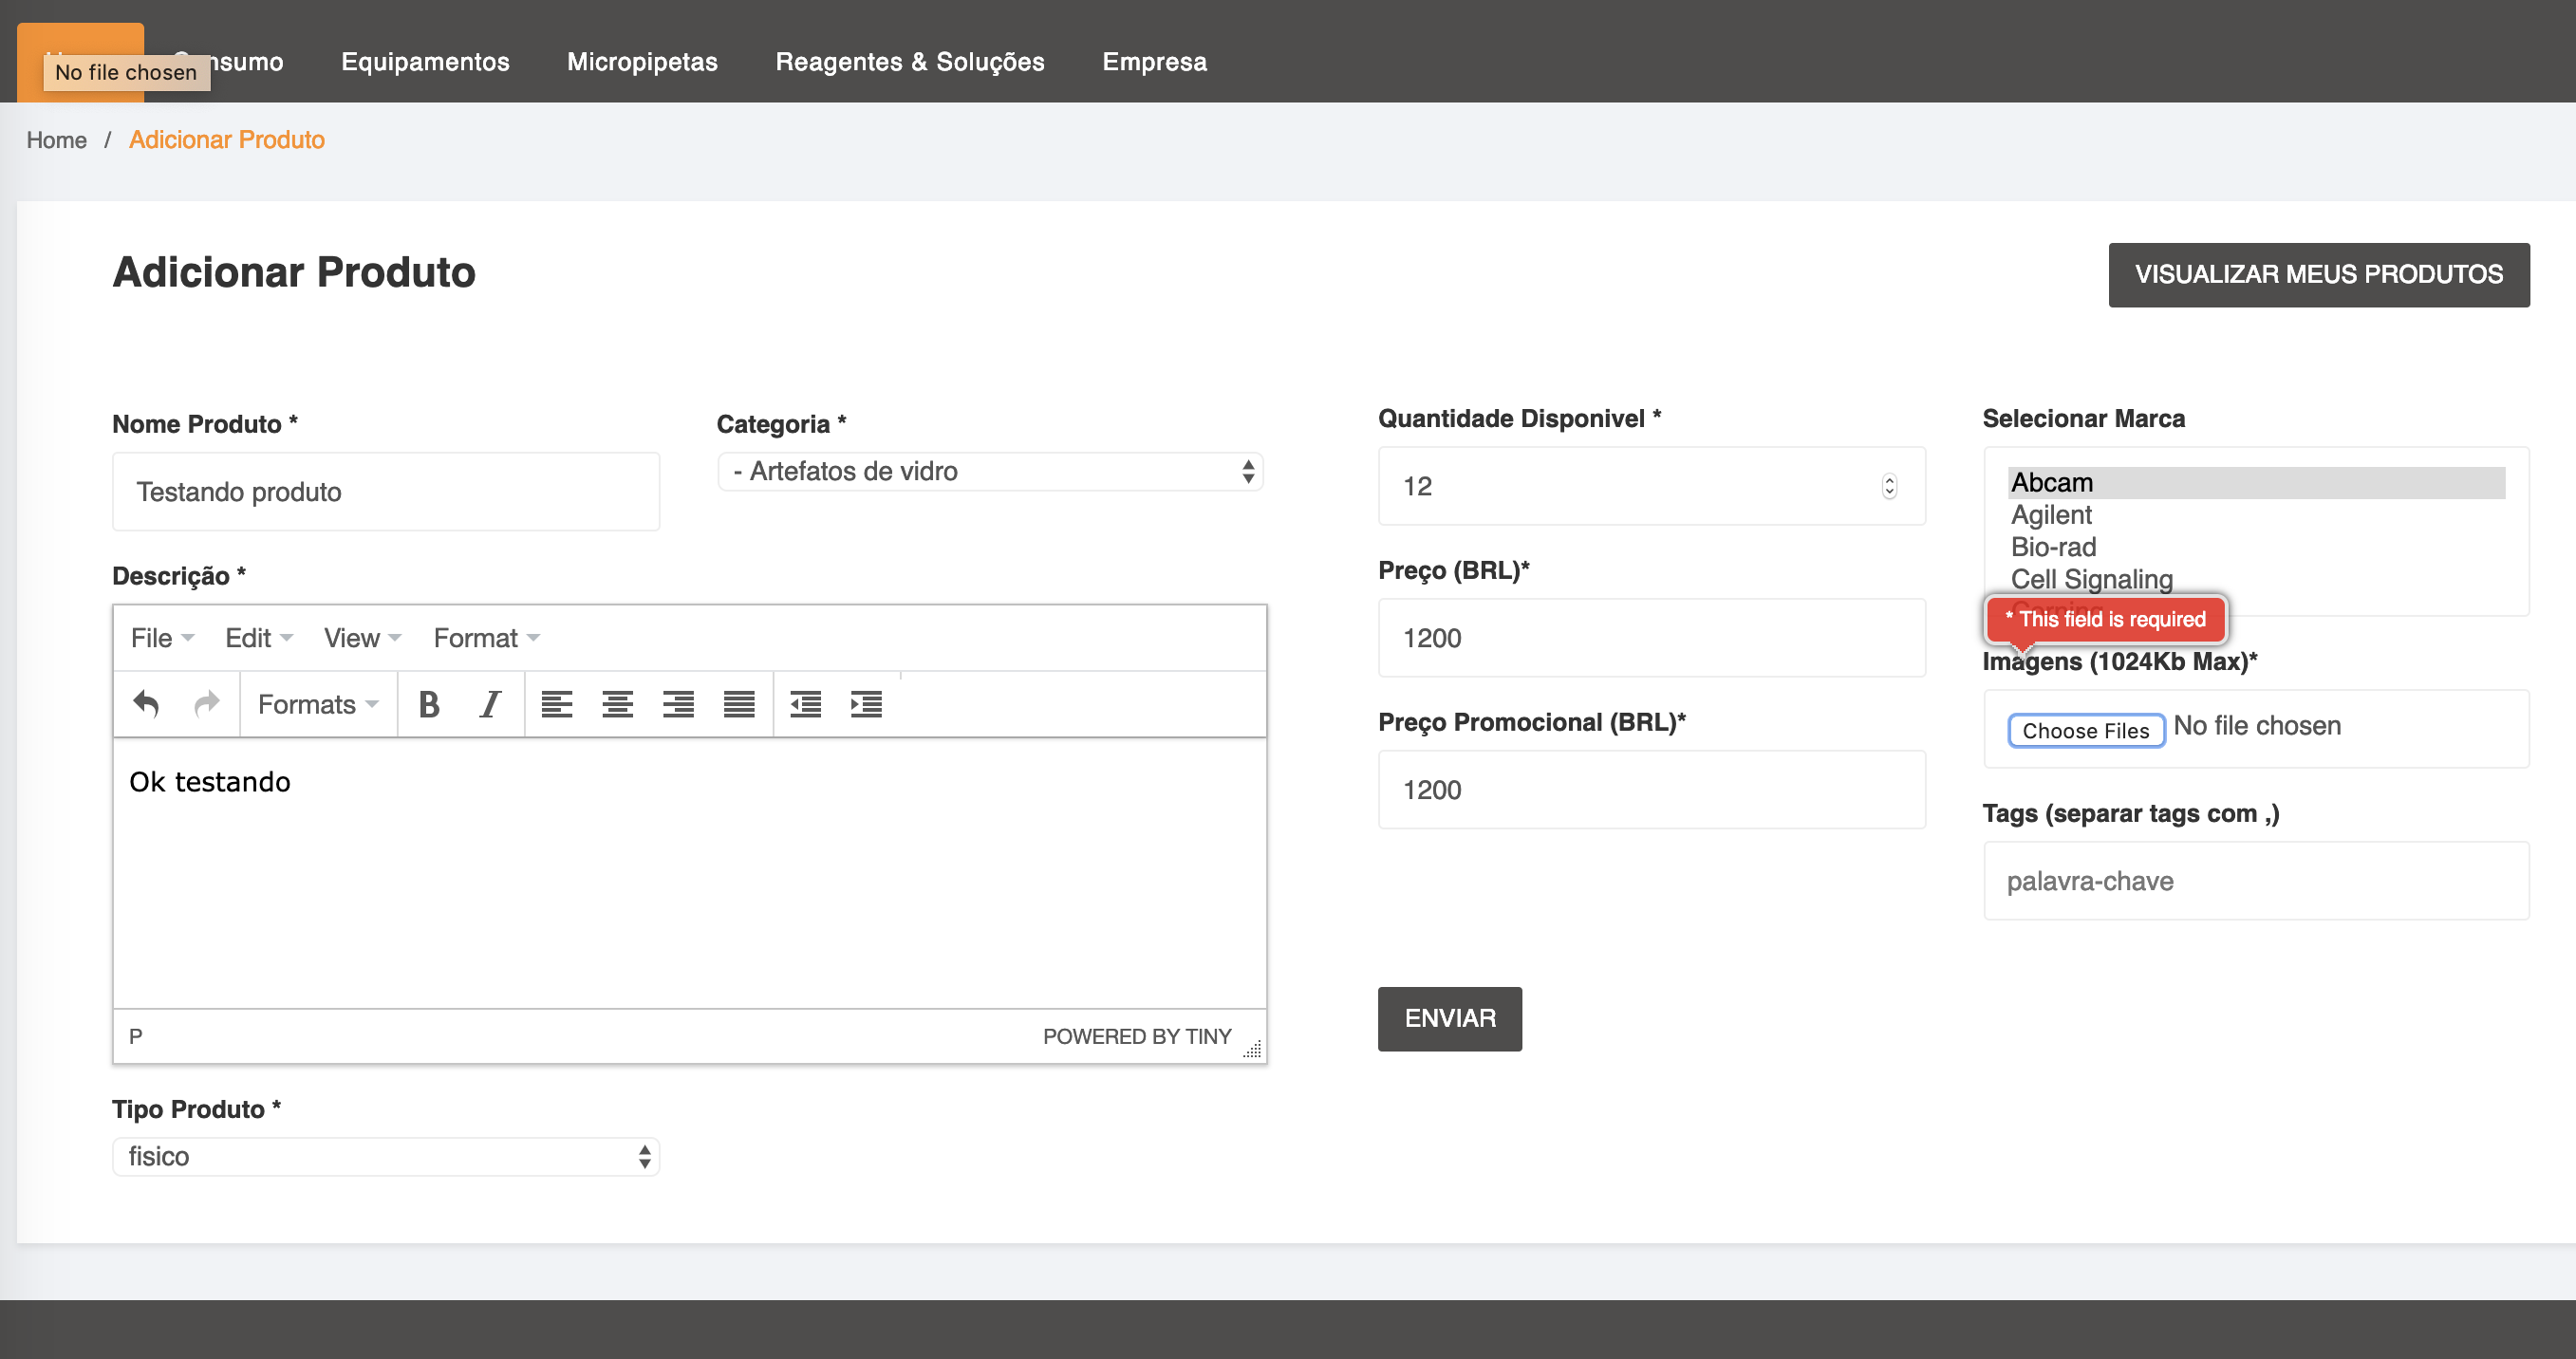 No file chosen
nsumo
Equipamentos
Micropipetas
Reagentes & Soluções
Empresa
Home / Adicionar Produto
Adicionar Produto
VISUALIZAR MEUS PRODUTOS
Nome Produto *
Testando produto
Categoria *
- Artefatos de vidro
Descrição *
File Edit View Format
Formats B I
Ok testando
P
POWERED BY TINY
Tipo Produto *
fisico
Quantidade Disponivel *
12
Preço (BRL)*
1200
Preço Promocional (BRL)*
1200
ENVIAR
Selecionar Marca
Abcam
Agilent
Bio-rad
Cell Signaling
* This field is required
Imagens (1024Kb Max)*
Choose Files No file chosen
Tags (separar tags com ,)
palavra-chave